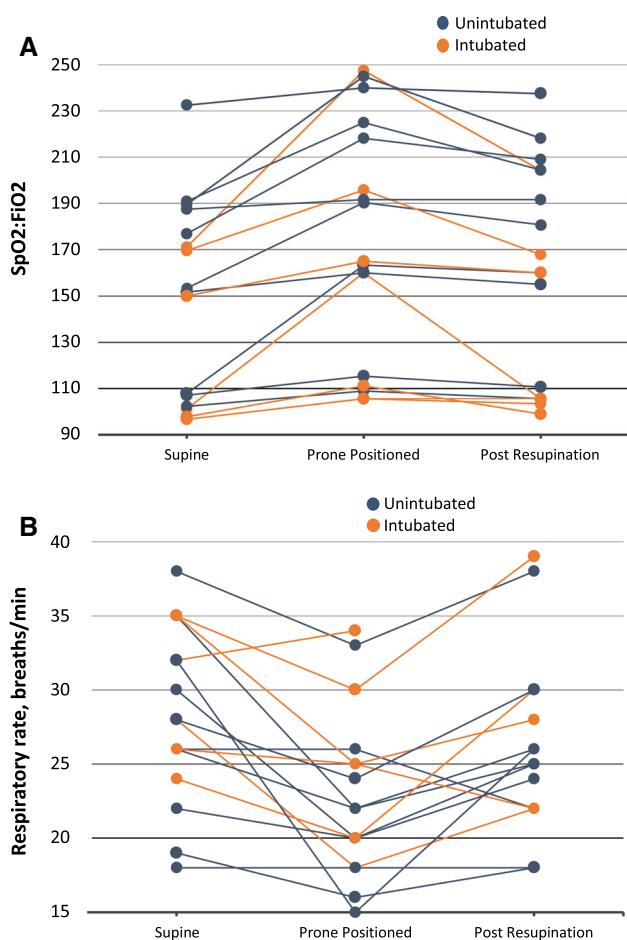 Unintubated
Intubated
A
250
230
210
190
170
150
130
110
90
SpO2:FiO2
Supine
Prone Positioned
Post Resupination
Unintubated
Intubated
B
40
35
30
25
20
15
Respiratory rate, breaths/min
Supine
Prone Positioned
Post Resupination